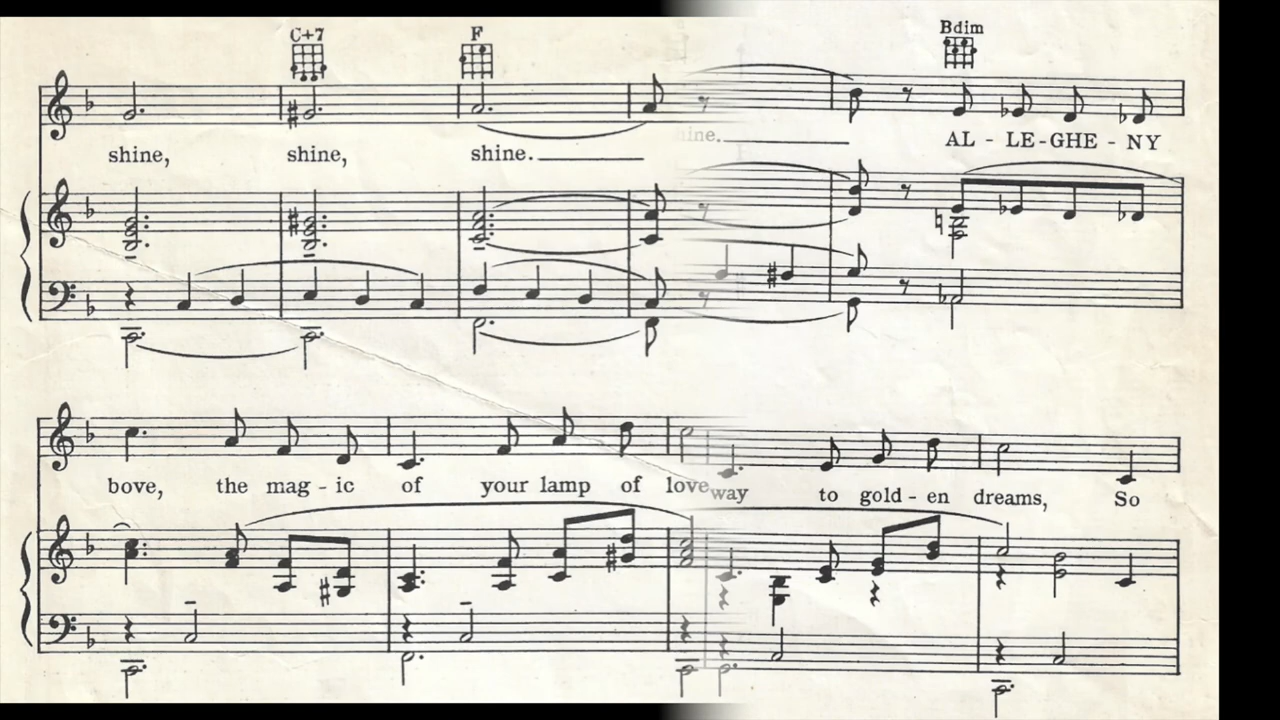 C+7 F Bdim
shine, shine, shine. ine. AL - LE-GHE - NY
bove, the mag - ic of your lamp of love way to gold - en dreams, So